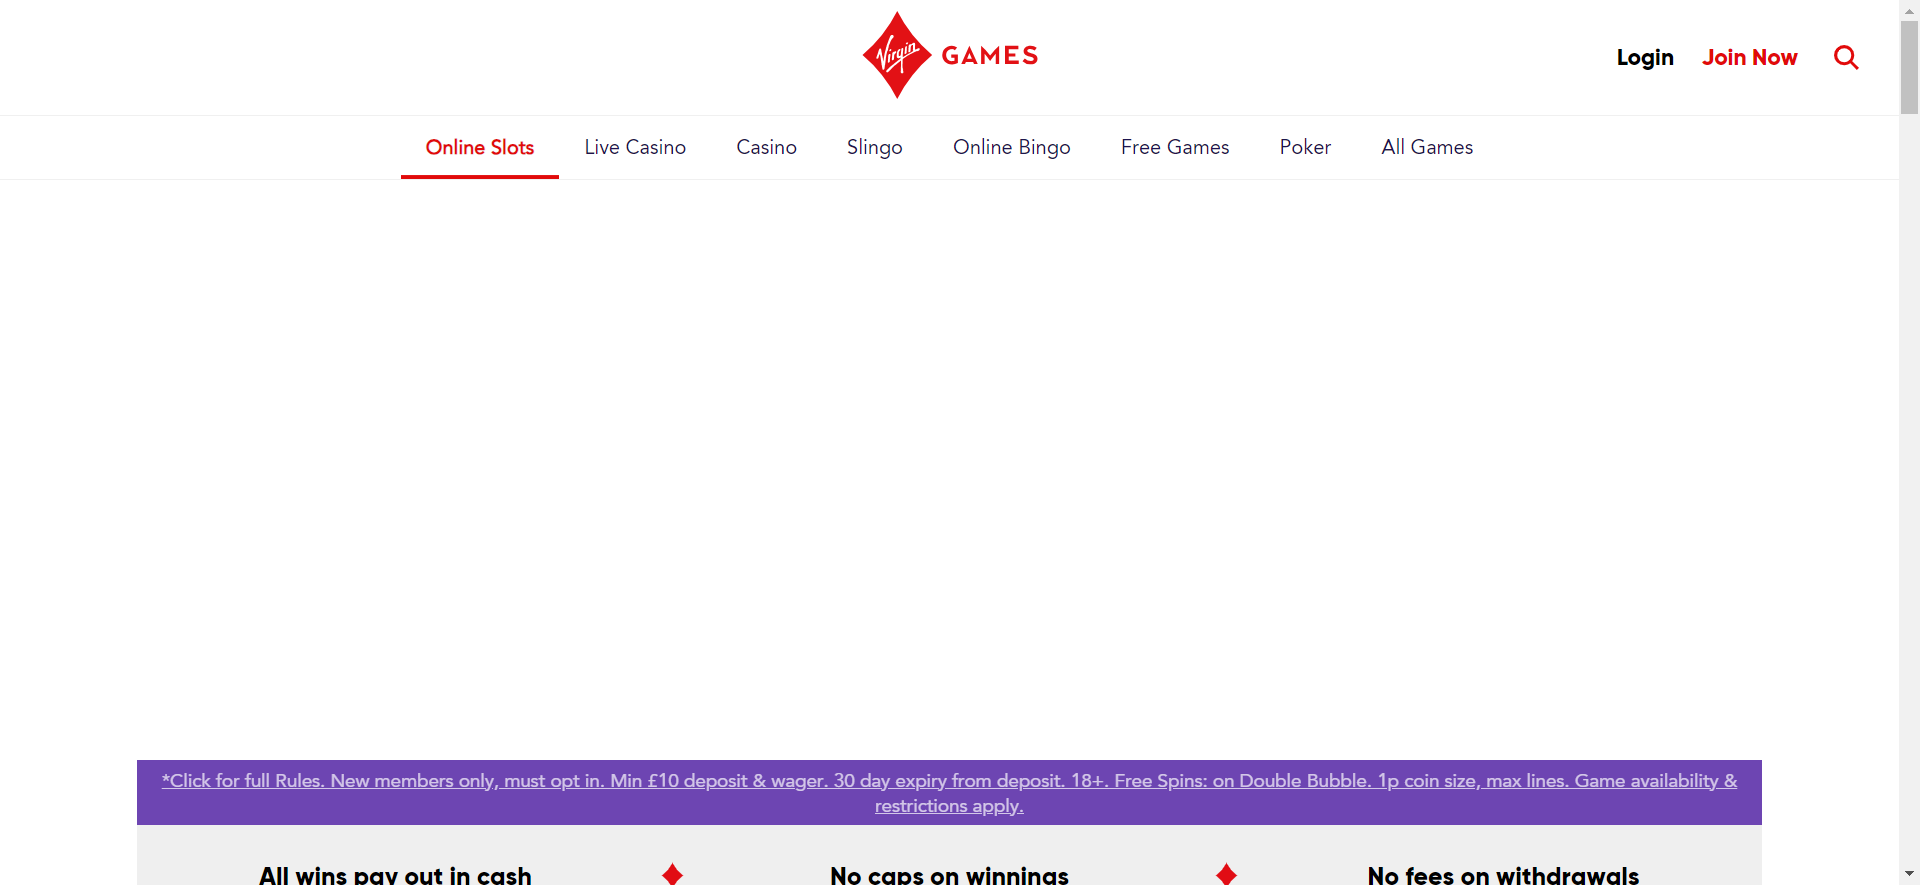 Virgin GAMES
Login Join Now
Online Slots Live Casino Casino Slingo Online Bingo Free Games Poker All Games
*Click for full Rules. New members only, must opt in. Min £10 deposit & wager. 30 day expiry from deposit. 18+. Free Spins: on Double Bubble. 1p coin size, max lines. Game availability &
restrictions apply.
All wins pay out in cash No caps on winnings No fees on withdrawals